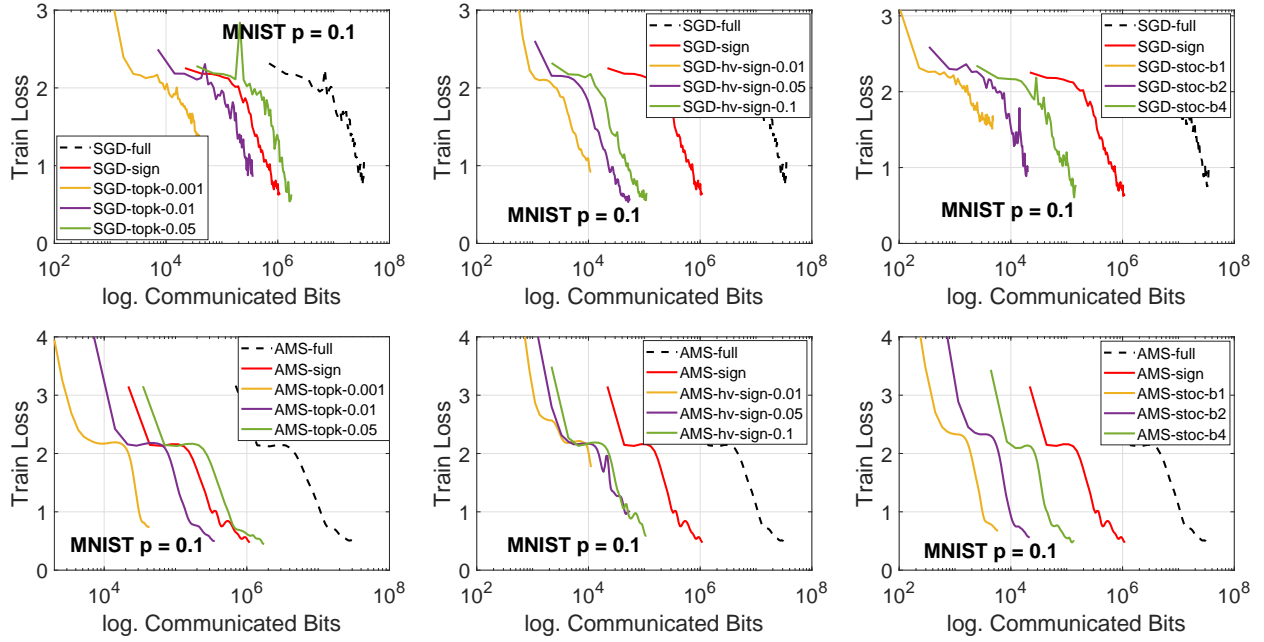 3
2
1
0
Train Loss
MNIST p = 0.1
SGD-full
SGD-sign
SGD-topk-0.001
SGD-topk-0.01
SGD-topk-0.05
10^2 10^4 10^6 10^8
log. Communicated Bits
3
2
1
0
Train Loss
SGD-full
SGD-sign
SGD-hv-sign-0.01
SGD-hv-sign-0.05
SGD-hv-sign-0.1
MNIST p = 0.1
10^2 10^4 10^6 10^8
log. Communicated Bits
3
2
1
0
Train Loss
SGD-full
SGD-sign
SGD-stoc-b1
SGD-stoc-b2
SGD-stoc-b4
MNIST p = 0.1
10^2 10^4 10^6 10^8
log. Communicated Bits
4
3
2
1
0
Train Loss
AMS-full
AMS-sign
AMS-topk-0.001
AMS-topk-0.01
AMS-topk-0.05
MNIST p = 0.1
10^4 10^6 10^8
log. Communicated Bits
4
3
2
1
0
Train Loss
AMS-full
AMS-sign
AMS-hv-sign-0.01
AMS-hv-sign-0.05
AMS-hv-sign-0.1
MNIST p = 0.1
10^2 10^4 10^6 10^8
log. Communicated Bits
4
3
2
1
0
Train Loss
AMS-full
AMS-sign
AMS-stoc-b1
AMS-stoc-b2
AMS-stoc-b4
MNIST p = 0.1
10^2 10^4 10^6 10^8
log. Communicated Bits